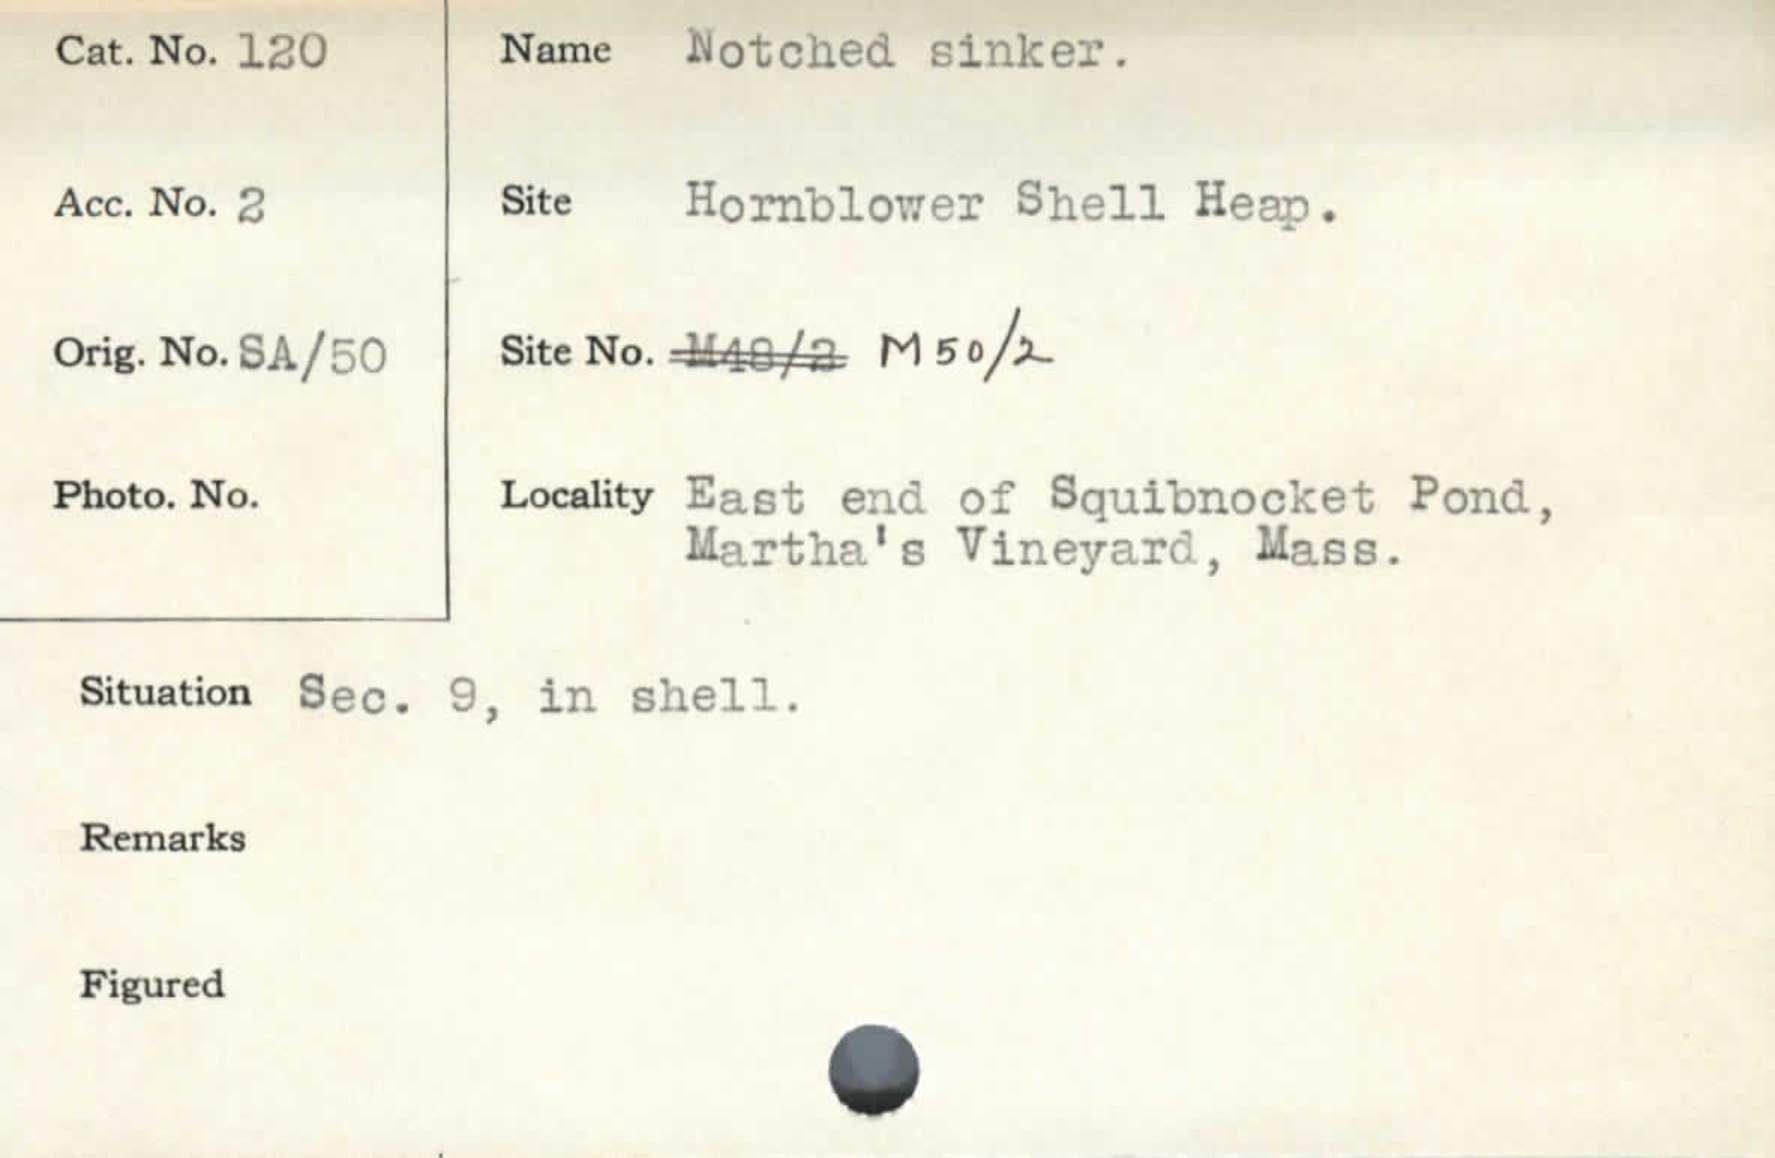 Cat. No. 120
Acc. No. 2
Orig. No. SA/50
Photo. No.
Name Notched sinker.
Site Hornblower Shell Heap.
Site No. M48/2 M50/2
Locality East end of Squibnocket Pond,
Martha's Vineyard, Mass.
Situation Sec. 9, in shell.
Remarks
Figured